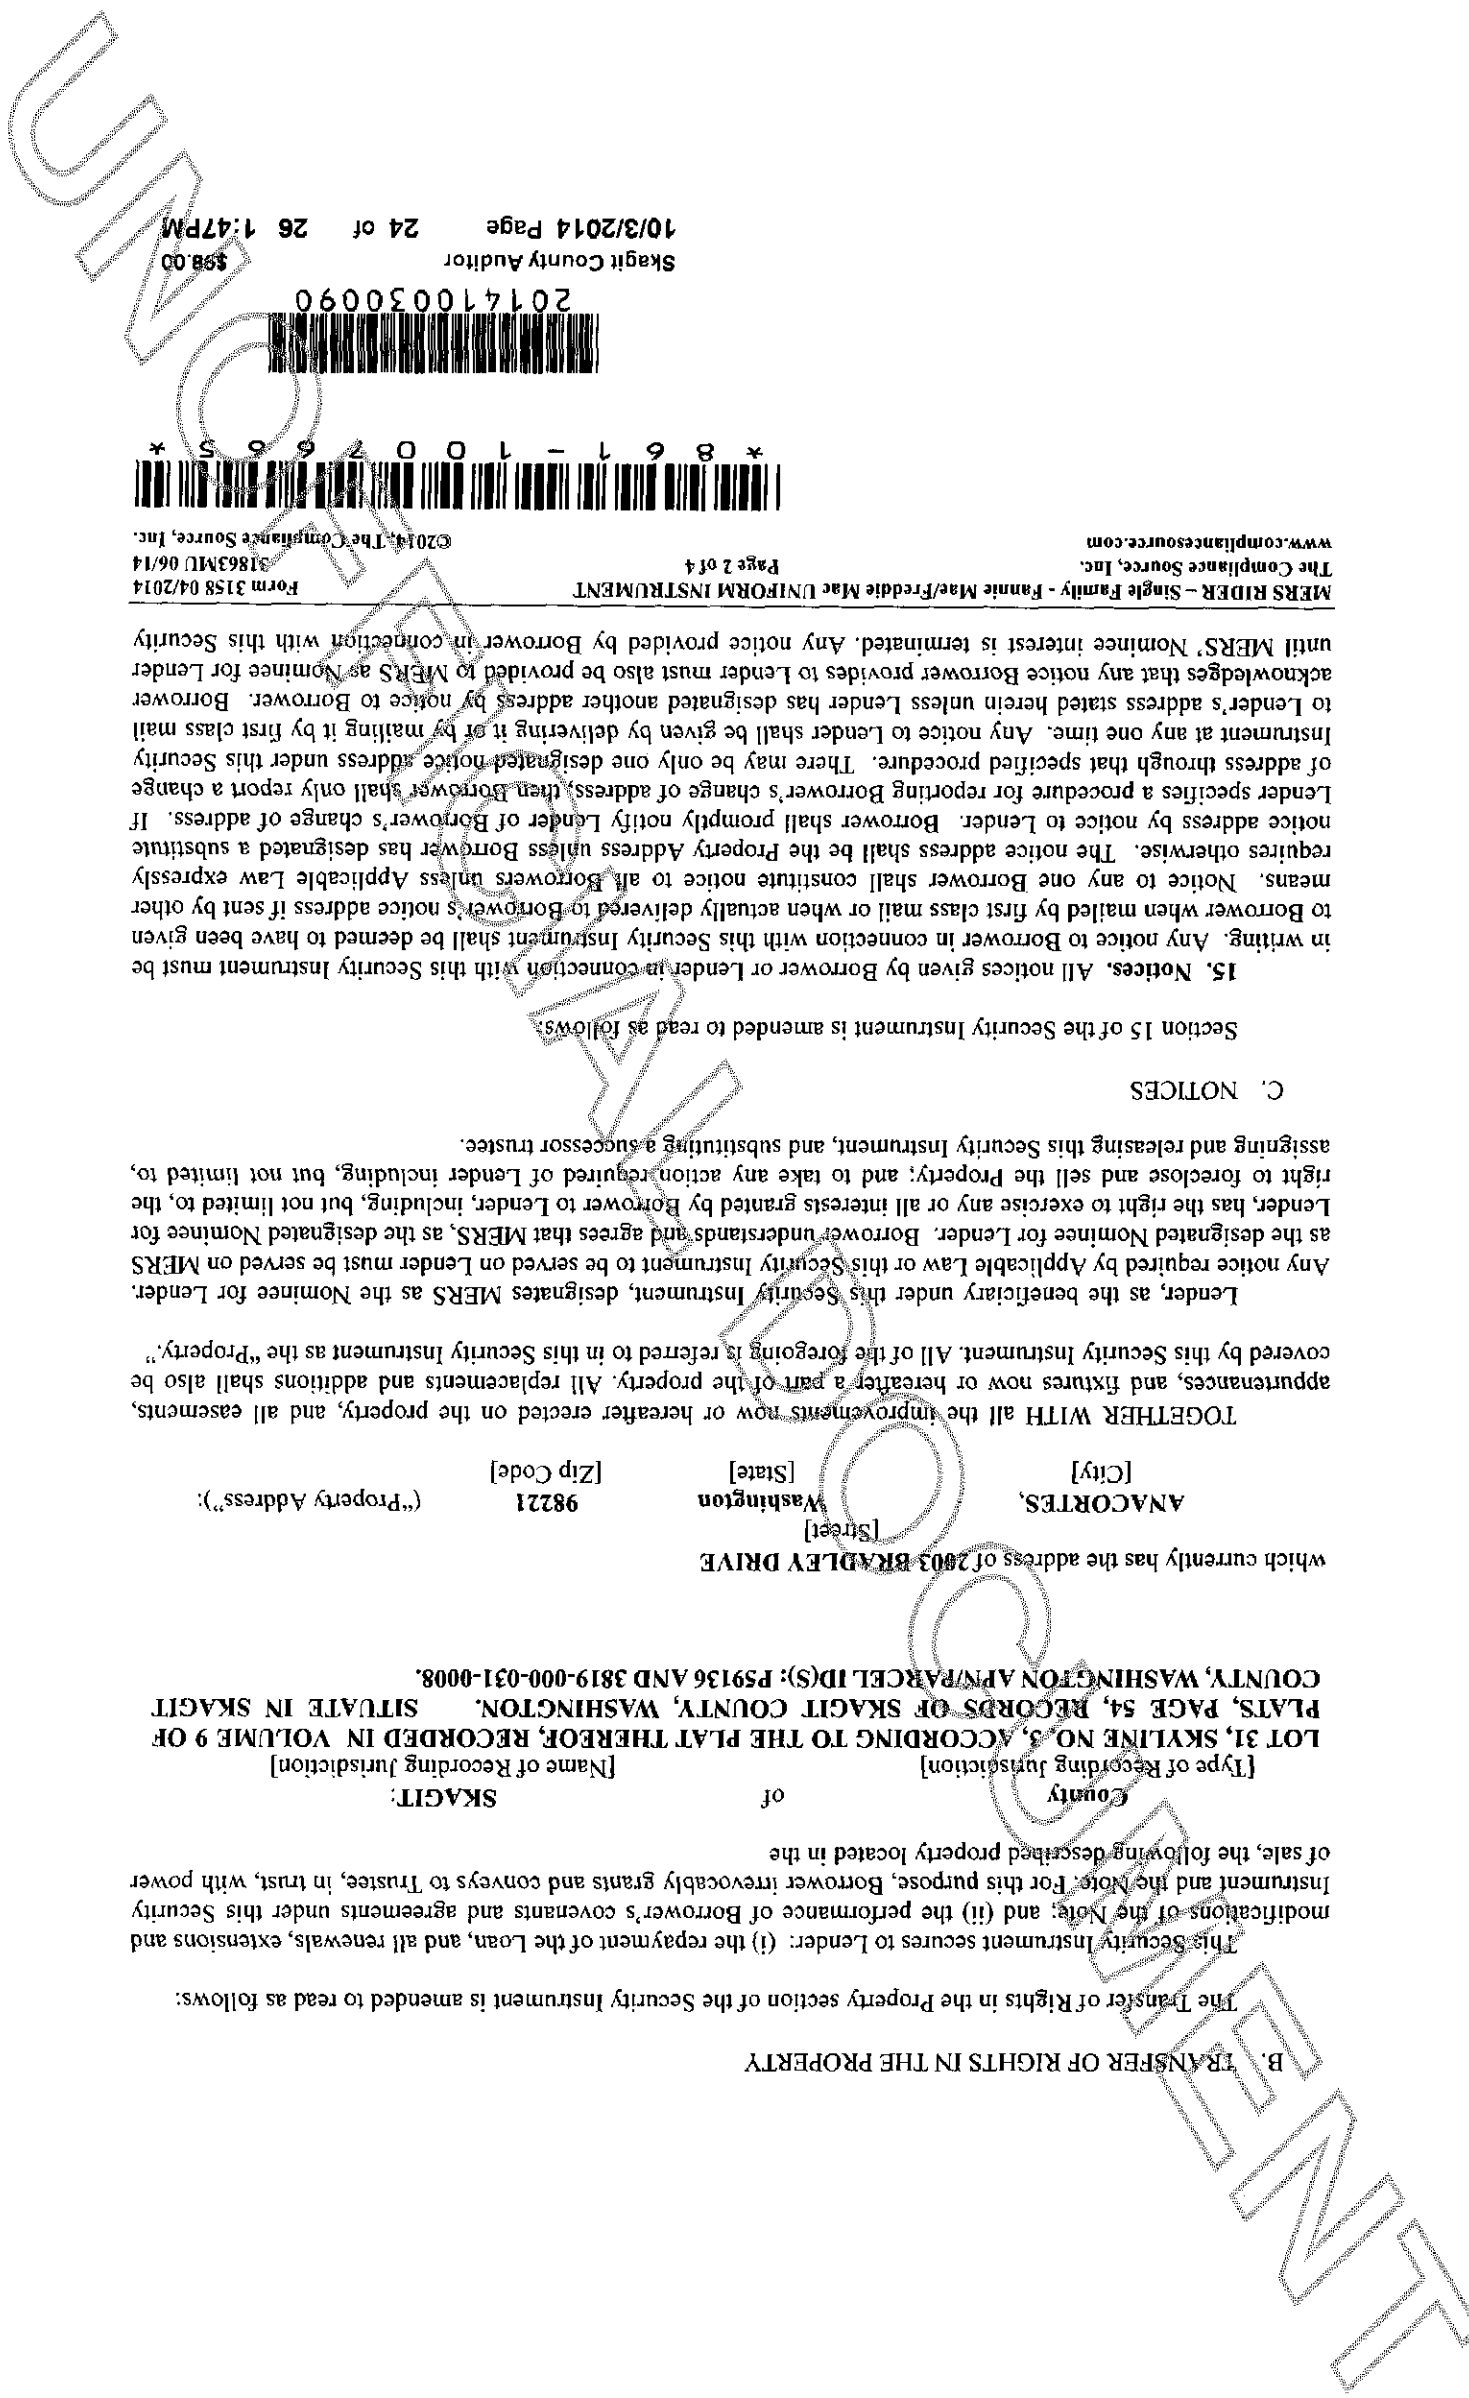 B. TRANSFER OF RIGHTS IN THE PROPERTY
The Transfer of Rights in the Property section of the Security Instrument is amended to read as follows:
This Security Instrument secures to Lender: (i) the repayment of the Loan, and all renewals, extensions and
modifications of the Note; and (ii) the performance of Borrower's covenants and agreements under this Security
Instrument and the Note. For this purpose, Borrower irrevocably grants and conveys to Trustee, in trust, with power
of sale, the following described property located in the
County of SKAGIT:
[Type of Recording Jurisdiction] [Name of Recording Jurisdiction]
LOT 31, SKYLINE NO. 3, ACCORDING TO THE PLAT THEREOF, RECORDED IN VOLUME 9 OF
PLATS, PAGE 54, RECORDS OF SKAGIT COUNTY, WASHINGTON. SITUATE IN SKAGIT
COUNTY, WASHINGTON APN/PARCEL ID(S): P59136 AND 3819-000-031-0008.
which currently has the address of 2003 BRADLEY DRIVE
[Street]
ANACORTES, Washington 98221 ("Property Address"):
[City] [State] [Zip Code]
TOGETHER WITH all the improvements now or hereafter erected on the property, and all easements,
appurtenances, and fixtures now or hereafter a part of the property. All replacements and additions shall also be
covered by this Security Instrument. All of the foregoing is referred to in this Security Instrument as the "Property."
Lender, as the beneficiary under this Security Instrument, designates MERS as the Nominee for Lender.
Any notice required by Applicable Law or this Security Instrument to be served on Lender must be served on MERS
as the designated Nominee for Lender. Borrower understands and agrees that MERS, as the designated Nominee for
Lender, has the right to exercise any or all interests granted by Borrower to Lender, including, but not limited to, the
right to foreclose and sell the Property; and to take any action required of Lender including, but not limited to,
assigning and releasing this Security Instrument, and substituting a successor trustee.
C. NOTICES
Section 15 of the Security Instrument is amended to read as follows:
15. Notices. All notices given by Borrower or Lender in connection with this Security Instrument must be
in writing. Any notice to Borrower in connection with this Security Instrument shall be deemed to have been given
to Borrower when mailed by first class mail or when actually delivered to Borrower's notice address if sent by other
means. Notice to any one Borrower shall constitute notice to all Borrowers unless Applicable Law expressly
requires otherwise. The notice address shall be the Property Address unless Borrower has designated a substitute
notice address by notice to Lender. Borrower shall promptly notify Lender of Borrower's change of address. If
Lender specifies a procedure for reporting Borrower's change of address, then Borrower shall only report a change
of address through that specified procedure. There may be only one designated notice address under this Security
Instrument at any one time. Any notice to Lender shall be given by delivering it or by mailing it by first class mail
to Lender's address stated herein unless Lender has designated another address by notice to Borrower. Borrower
acknowledges that any notice Borrower provides to Lender must also be provided to MERS as Nominee for Lender
until MERS' Nominee interest is terminated. Any notice provided by Borrower in connection with this Security
MERS RIDER – Single Family - Fannie Mae/Freddie Mac UNIFORM INSTRUMENT Form 3158 04/2014
The Compliance Source, Inc. Page 2 of 4 31863MU 06/14
www.compliancesource.com ©2014, The Compliance Source, Inc.
* 8 6 1 - 1 0 0 7 6 6 5 *
201410030090
Skagit County Auditor $98.00
10/3/2014 Page 24 of 26 1:47PM
UNOFFICIAL DOCUMENT